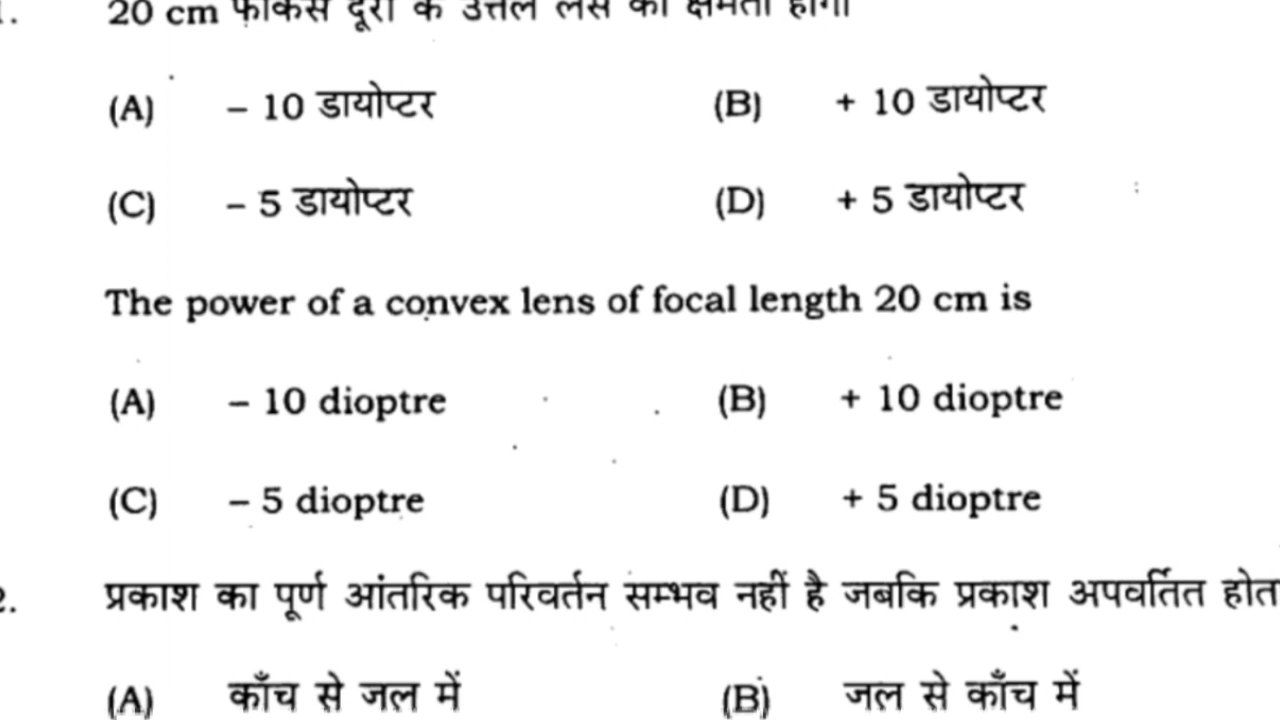 1. 20 cm फोकस दूरी के उत्तल लेंस की क्षमता होगी
(A) – 10 डायोप्टर (B) + 10 डायोप्टर
(C) – 5 डायोप्टर (D) + 5 डायोप्टर
The power of a convex lens of focal length 20 cm is
(A) – 10 dioptre (B) + 10 dioptre
(C) – 5 dioptre (D) + 5 dioptre
2. प्रकाश का पूर्ण आंतरिक परिवर्तन सम्भव नहीं है जबकि प्रकाश अपवर्तित होत
(A) काँच से जल में (B) जल से काँच में